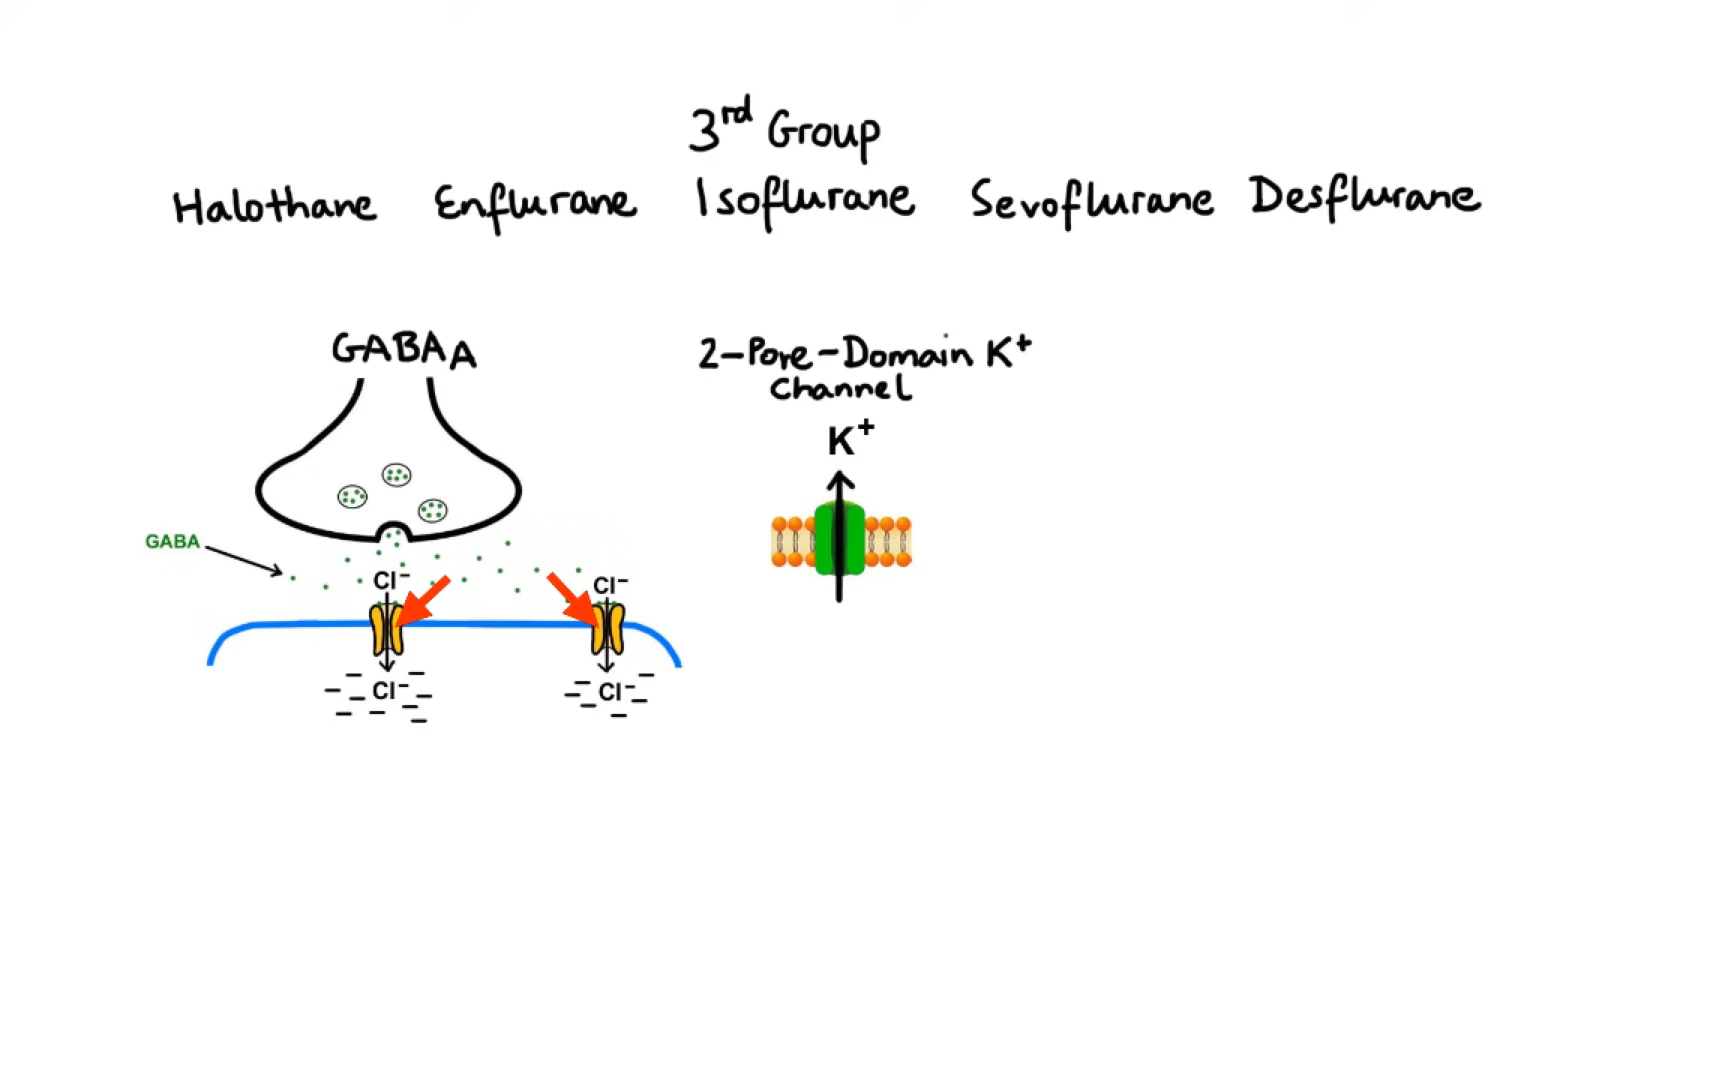 3rd Group
Halothane Enflurane Isoflurane Sevoflurane Desflurane
GABAA
2-Pore-Domain K+
Channel
K+
GABA
Cl− Cl−
Cl− Cl−